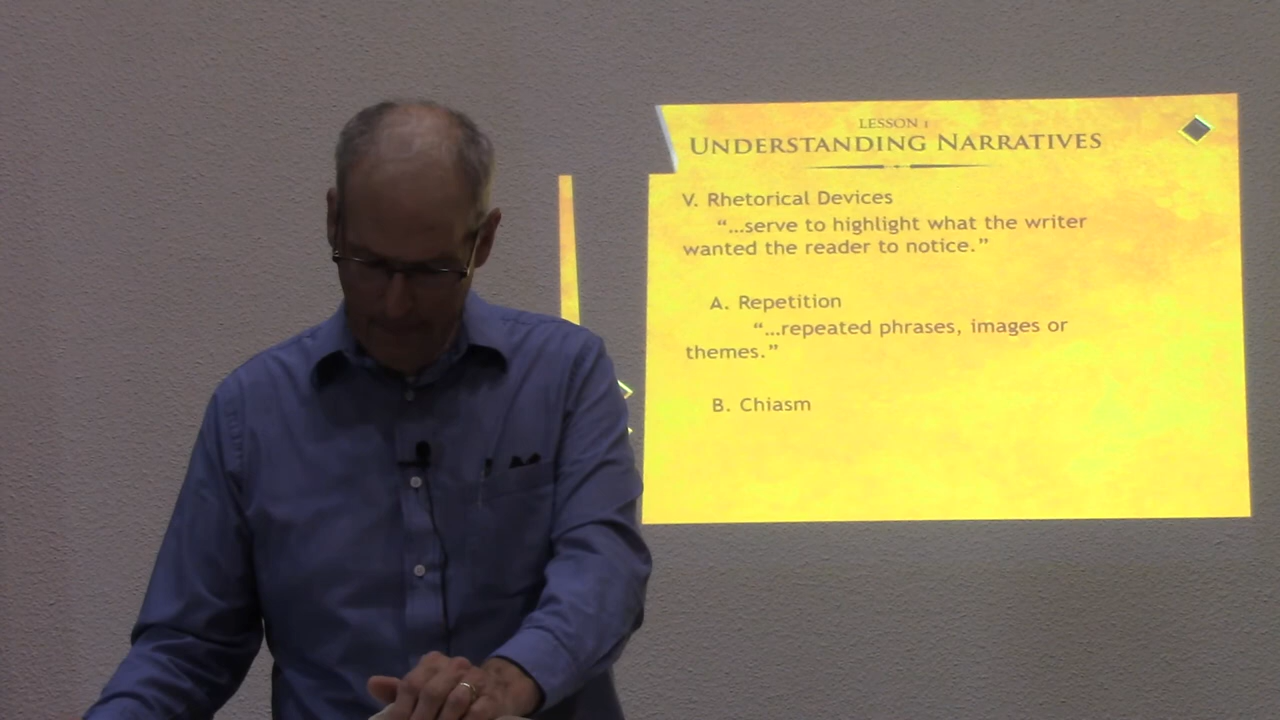 LESSON 1
UNDERSTANDING NARRATIVES
V. Rhetorical Devices
“...serve to highlight what the writer
wanted the reader to notice.”
A. Repetition
“...repeated phrases, images or
themes.”
B. Chiasm